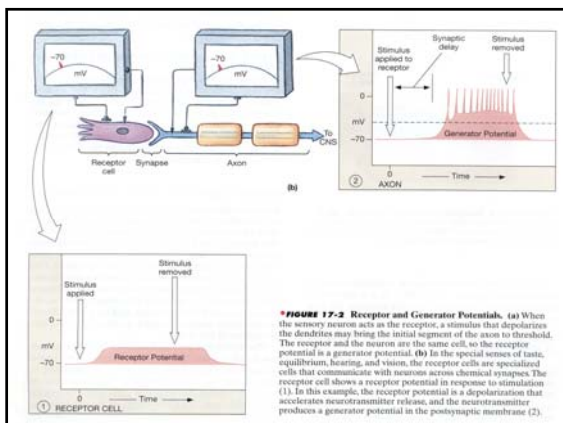 -70
mV
-70
mV
Receptor
cell
Synapse
Axon
To
CNS
(b)
Stimulus
applied to
receptor
Synaptic
delay
Stimulus
removed
0
mV
-70
Generator Potential
0
Time
2
AXON
Stimulus
applied
Stimulus
removed
0
mV
-70
Receptor Potential
0
Time
1
RECEPTOR CELL
•FIGURE 17-2 Receptor and Generator Potentials. (a) When
the sensory neuron acts as the receptor, a stimulus that depolarizes
the dendrites may bring the initial segment of the axon to threshold.
The receptor and the neuron are the same cell, so the receptor
potential is a generator potential. (b) In the special senses of taste,
equilibrium, hearing, and vision, the receptor cells are specialized
cells that communicate with neurons across chemical synapses. The
receptor cell shows a receptor potential in response to stimulation
(1). In this example, the receptor potential is a depolarization that
accelerates neurotransmitter release, and the neurotransmitter
produces a generator potential in the postsynaptic membrane (2).